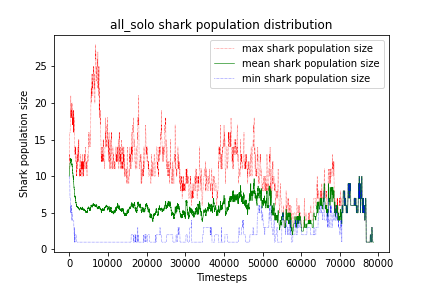 all_solo shark population distribution
max shark population size
mean shark population size
min shark population size
Shark population size
25
20
15
10
5
0
0 10000 20000 30000 40000 50000 60000 70000 80000
Timesteps